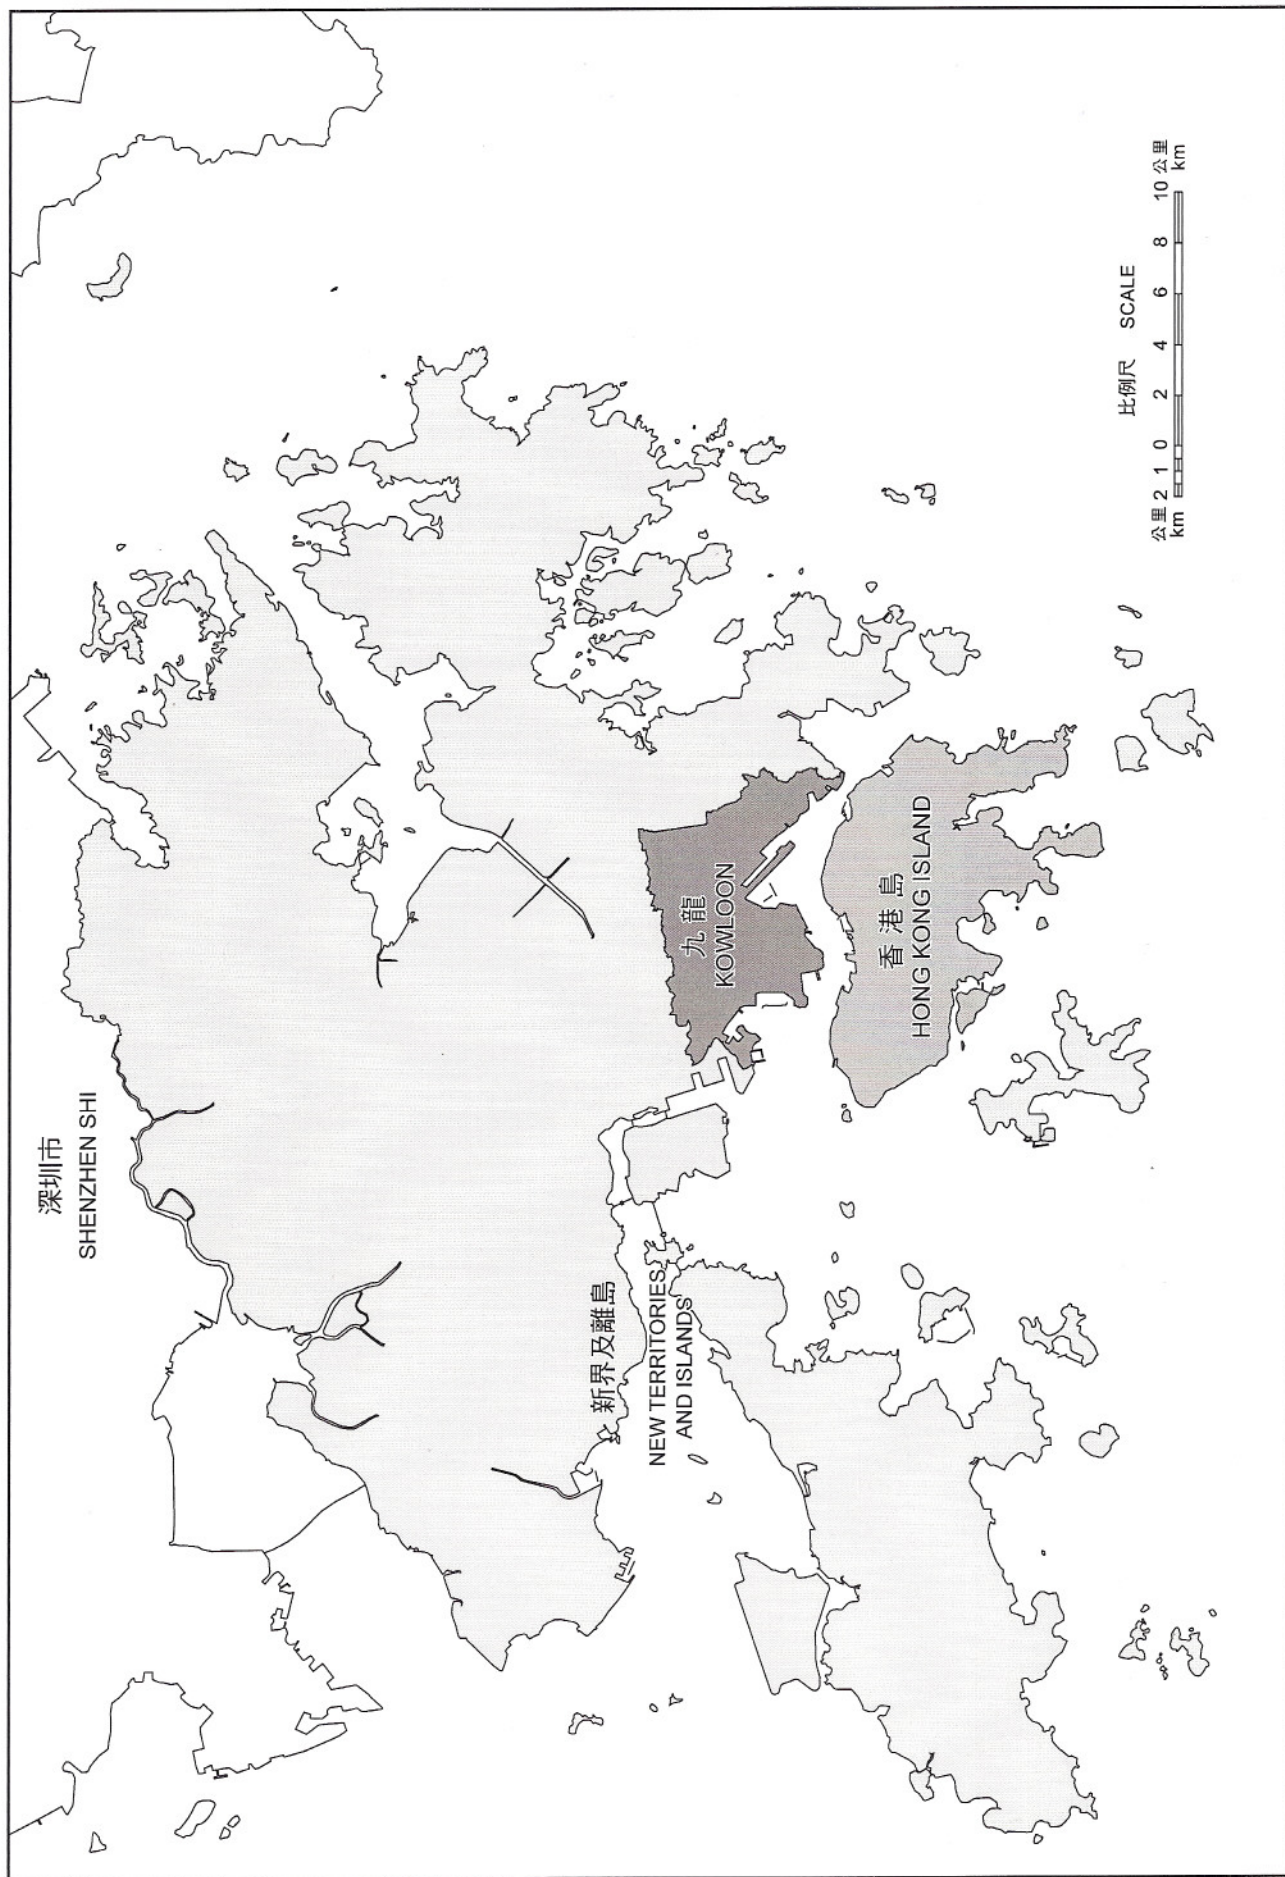 深圳市
SHENZHEN SHI
新界及離島
NEW TERRITORIES
AND ISLANDS
九龍
KOWLOON
香港島
HONG KONG ISLAND
比例尺 SCALE
公里 2 1 0 2 4 6 8 10 公里
km km